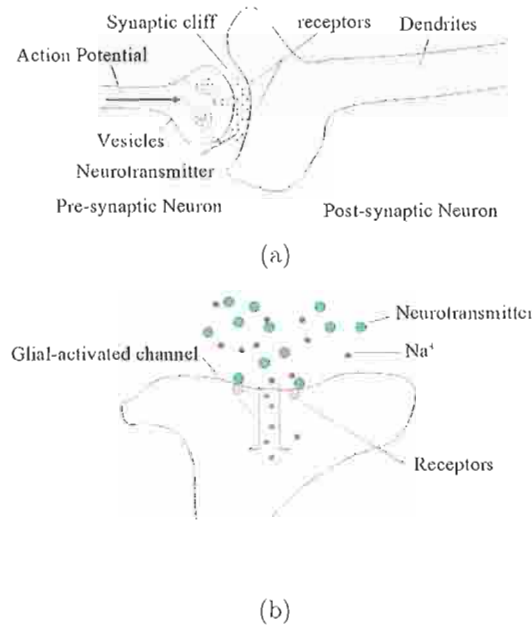 Synaptic cliff
receptors
Dendrites
Action Potential
Vesicles
Neurotransmitter
Pre-synaptic Neuron
Post-synaptic Neuron
(a)
Neurotransmitter
Glial-activated channel
Na⁺
Receptors
(b)